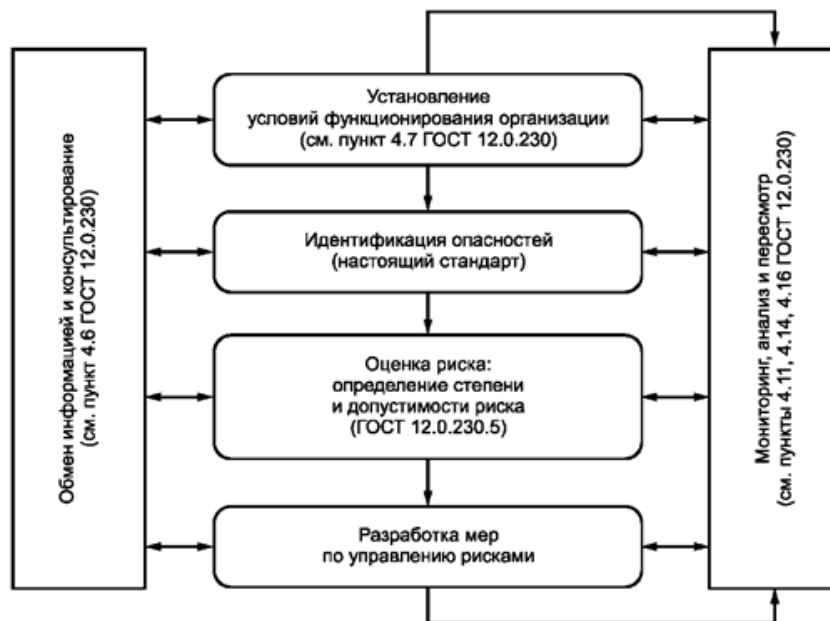 Обмен информацией и консультирование
(см. пункт 4.6 ГОСТ 12.0.230)
Установление
условий функционирования организации
(см. пункт 4.7 ГОСТ 12.0.230)
Идентификация опасностей
(настоящий стандарт)
Оценка риска:
определение степени
и допустимости риска
(ГОСТ 12.0.230.5)
Разработка мер
по управлению рисками
Мониторинг, анализ и пересмотр
(см. пункты 4.11, 4.14, 4.16 ГОСТ 12.0.230)